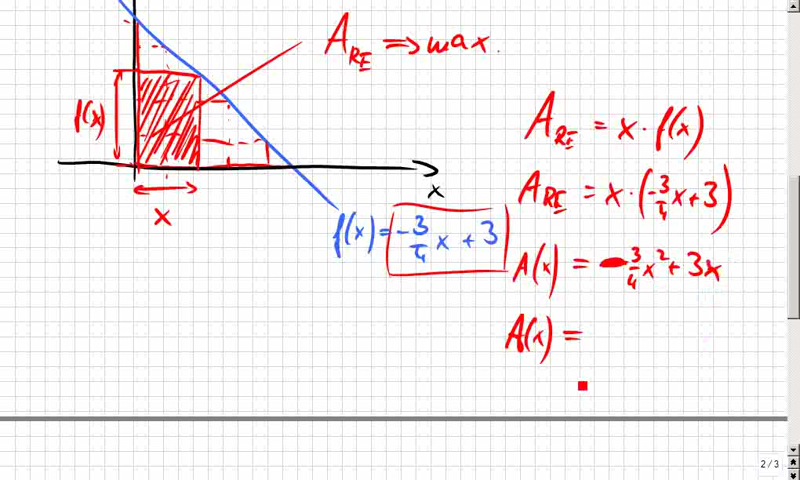 A_RE => max.
f(x)
x
x
f(x) = -3/4 x + 3
A_RE = x · f(x)
A_RE = x · (-3/4 x + 3)
A(x) = -3/4 x² + 3x
A(x) =
2/3